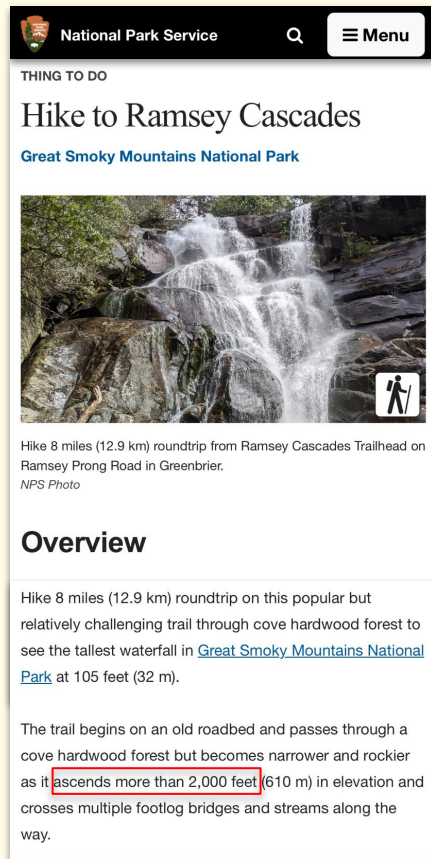 National Park Service
Menu
THING TO DO
Hike to Ramsey Cascades
Great Smoky Mountains National Park
Hike 8 miles (12.9 km) roundtrip from Ramsey Cascades Trailhead on
Ramsey Prong Road in Greenbrier.
NPS Photo
Overview
Hike 8 miles (12.9 km) roundtrip on this popular but
relatively challenging trail through cove hardwood forest to
see the tallest waterfall in Great Smoky Mountains National
Park at 105 feet (32 m).
The trail begins on an old roadbed and passes through a
cove hardwood forest but becomes narrower and rockier
as it ascends more than 2,000 feet (610 m) in elevation and
crosses multiple footlog bridges and streams along the
way.